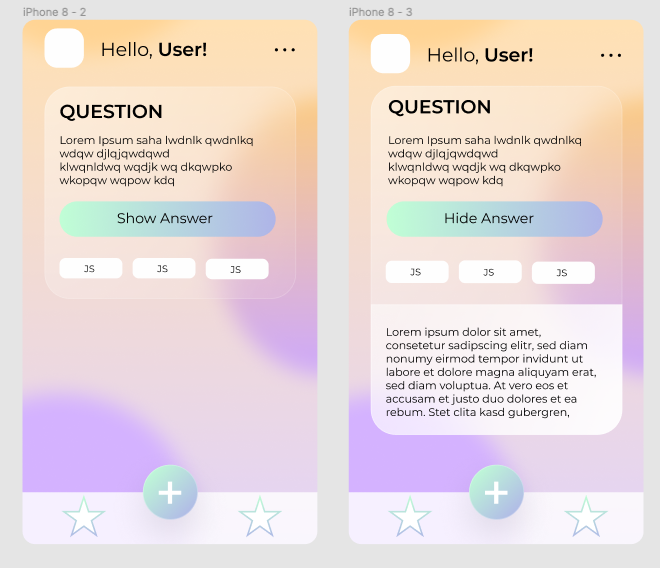 iPhone 8 - 2
Hello, User!
QUESTION
Lorem Ipsum saha lwdnlk qwdnlkq
wdqw djlqjqwdqwd
klwqnldwq wqdjk wq dkqwpko
wkopqw wqpow kdq
Show Answer
JS
JS
JS
iPhone 8 - 3
Hello, User!
QUESTION
Lorem Ipsum saha lwdnlk qwdnlkq
wdqw djlqjqwdqwd
klwqnldwq wqdjk wq dkqwpko
wkopqw wqpow kdq
Hide Answer
JS
JS
JS
Lorem ipsum dolor sit amet,
consetetur sadipscing elitr, sed diam
nonumy eirmod tempor invidunt ut
labore et dolore magna aliquyam erat,
sed diam voluptua. At vero eos et
accusam et justo duo dolores et ea
rebum. Stet clita kasd gubergren,